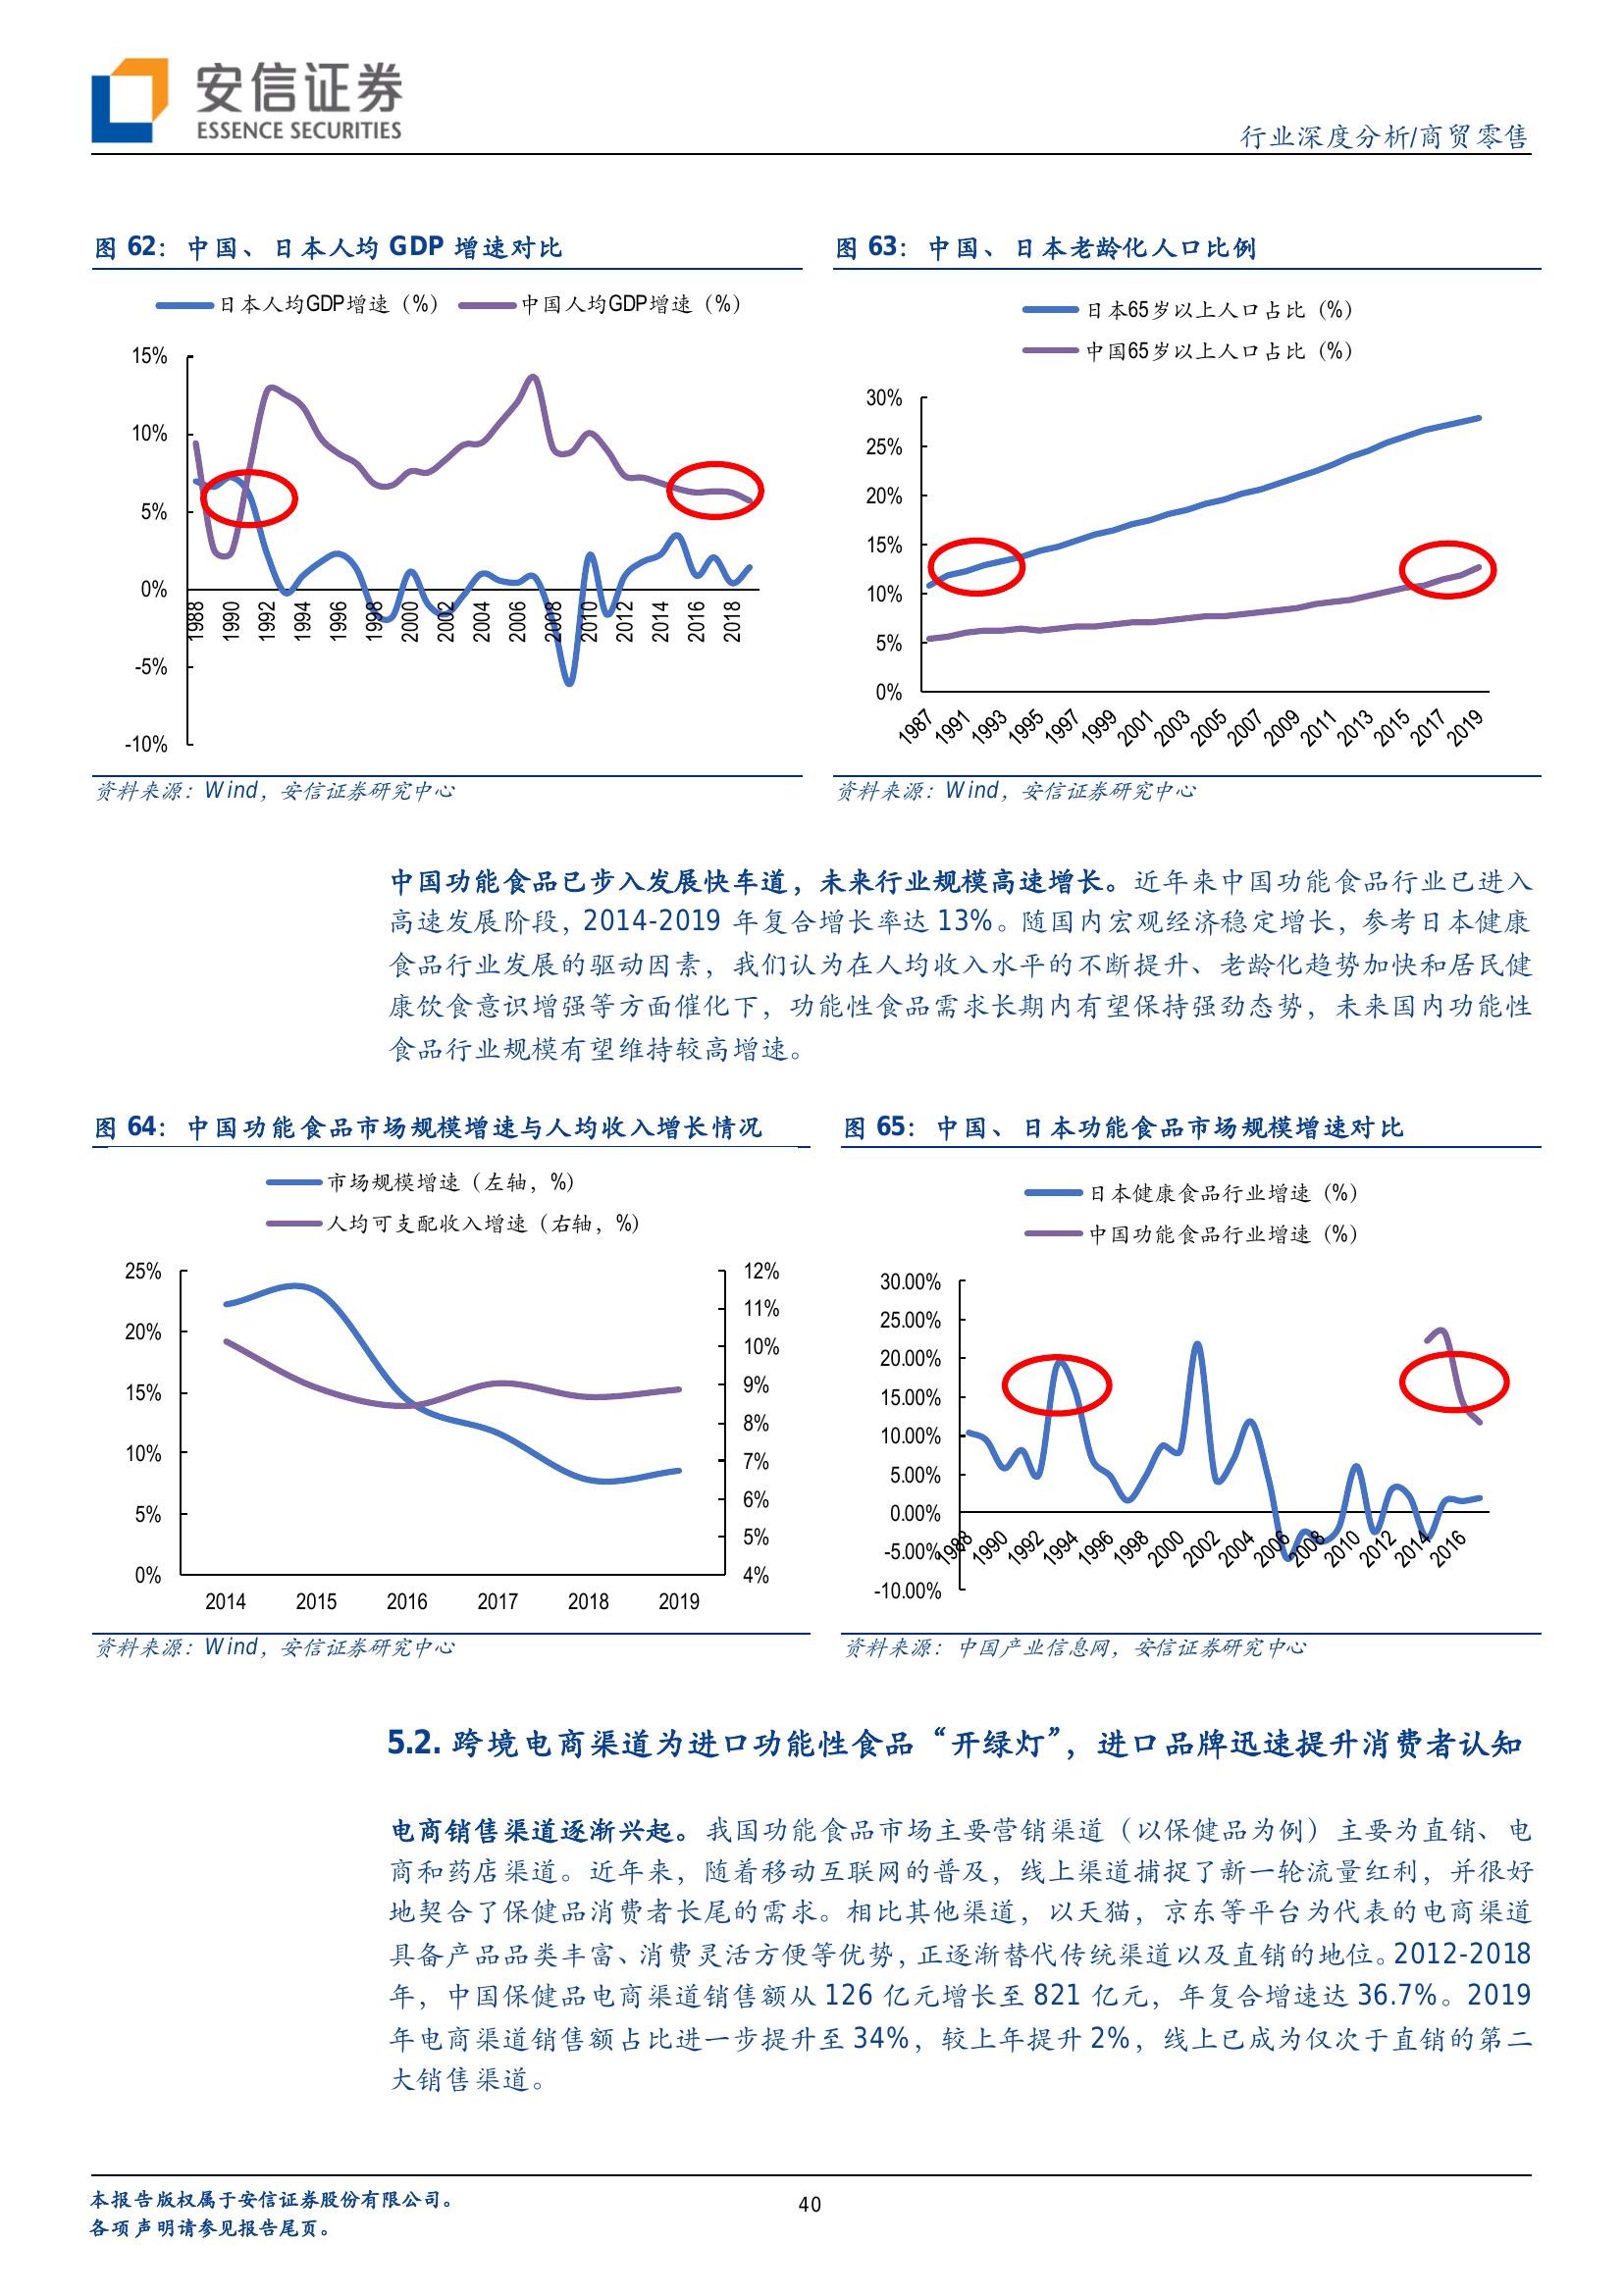 安信证券
ESSENCE SECURITIES
行业深度分析/商贸零售
图 62：中国、日本人均 GDP 增速对比
日本人均GDP增速（%） 中国人均GDP增速（%）
15%
10%
5%
0%
-5%
-10%
1988 1990 1992 1994 1996 1998 2000 2002 2004 2006 2008 2010 2012 2014 2016 2018
资料来源：Wind，安信证券研究中心
图 63：中国、日本老龄化人口比例
日本65岁以上人口占比（%）
中国65岁以上人口占比（%）
30%
25%
20%
15%
10%
5%
0%
1987 1991 1993 1995 1997 1999 2001 2003 2005 2007 2009 2011 2013 2015 2017 2019
资料来源：Wind，安信证券研究中心
中国功能食品已步入发展快车道，未来行业规模高速增长。近年来中国功能食品行业已进入
高速发展阶段，2014-2019 年复合增长率达 13%。随国内宏观经济稳定增长，参考日本健康
食品行业发展的驱动因素，我们认为在人均收入水平的不断提升、老龄化趋势加快和居民健
康饮食意识增强等方面催化下，功能性食品需求长期内有望保持强劲态势，未来国内功能性
食品行业规模有望维持较高增速。
图 64：中国功能食品市场规模增速与人均收入增长情况
市场规模增速（左轴，%）
人均可支配收入增速（右轴，%）
25%
20%
15%
10%
5%
0%
12%
11%
10%
9%
8%
7%
6%
5%
4%
2014 2015 2016 2017 2018 2019
资料来源：Wind，安信证券研究中心
图 65：中国、日本功能食品市场规模增速对比
日本健康食品行业增速（%）
中国功能食品行业增速（%）
30.00%
25.00%
20.00%
15.00%
10.00%
5.00%
0.00%
-5.00%
-10.00%
1988 1990 1992 1994 1996 1998 2000 2002 2004 2006 2008 2010 2012 2014 2016
资料来源：中国产业信息网，安信证券研究中心
5.2. 跨境电商渠道为进口功能性食品“开绿灯”，进口品牌迅速提升消费者认知
电商销售渠道逐渐兴起。我国功能食品市场主要营销渠道（以保健品为例）主要为直销、电
商和药店渠道。近年来，随着移动互联网的普及，线上渠道捕捉了新一轮流量红利，并很好
地契合了保健品消费者长尾的需求。相比其他渠道，以天猫，京东等平台为代表的电商渠道
具备产品品类丰富、消费灵活方便等优势，正逐渐替代传统渠道以及直销的地位。2012-2018
年，中国保健品电商渠道销售额从 126 亿元增长至 821 亿元，年复合增速达 36.7%。2019
年电商渠道销售额占比进一步提升至 34%，较上年提升 2%，线上已成为仅次于直销的第二
大销售渠道。
本报告版权属于安信证券股份有限公司。
各项声明请参见报告尾页。
40